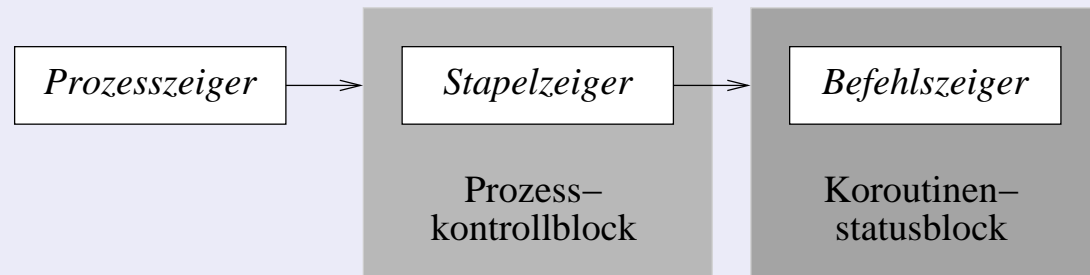 Prozesszeiger
Stapelzeiger
Befehlszeiger
Prozess–
kontrollblock
Koroutinen–
statusblock